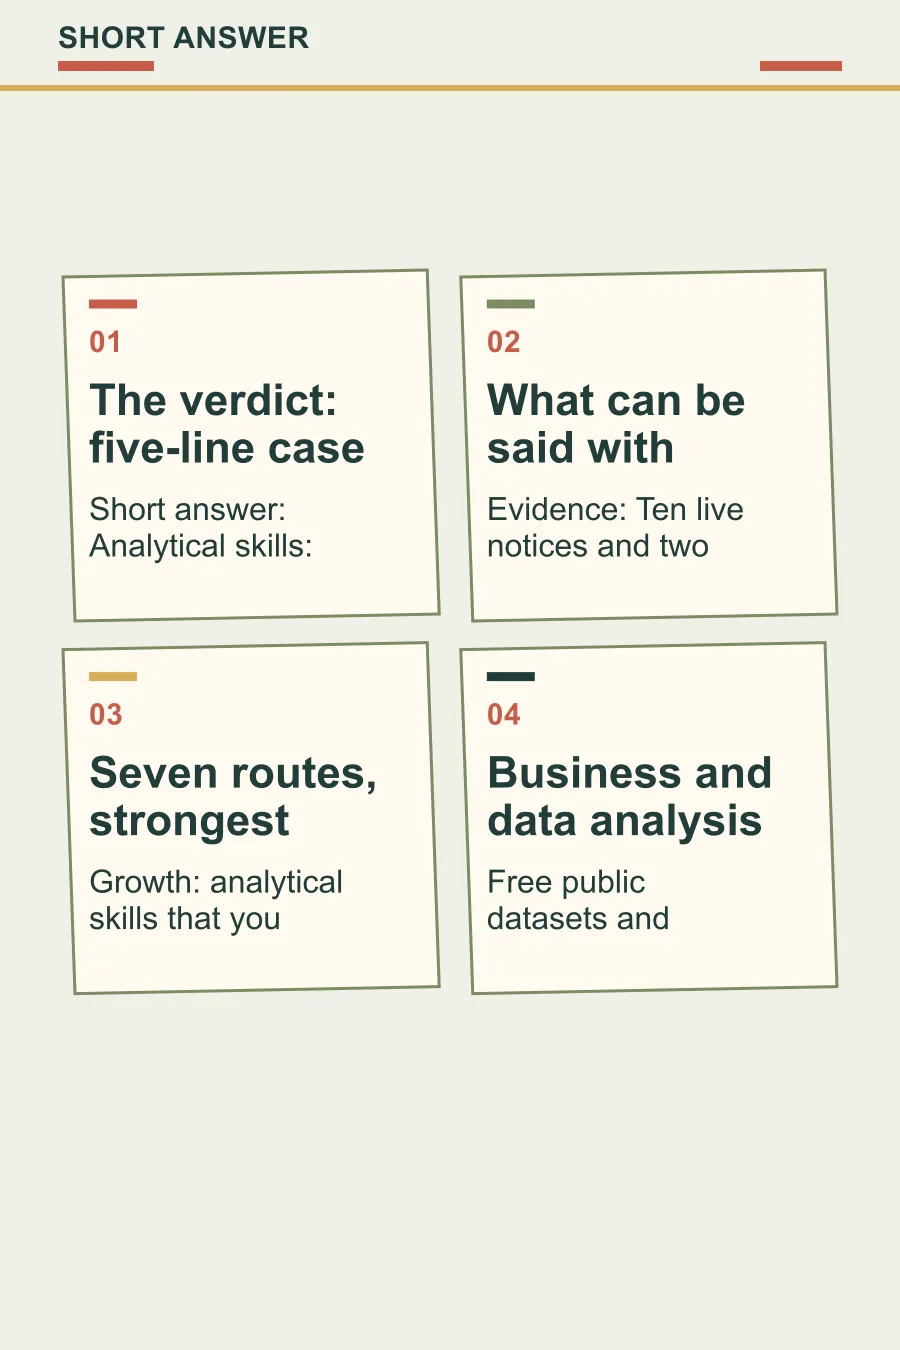 SHORT ANSWER
01
The verdict:
five-line case
Short answer:
Analytical skills:
02
What can be
said with
Evidence: Ten live
notices and two
03
Seven routes,
strongest
Growth: analytical
skills that you
04
Business and
data analysis
Free public
datasets and